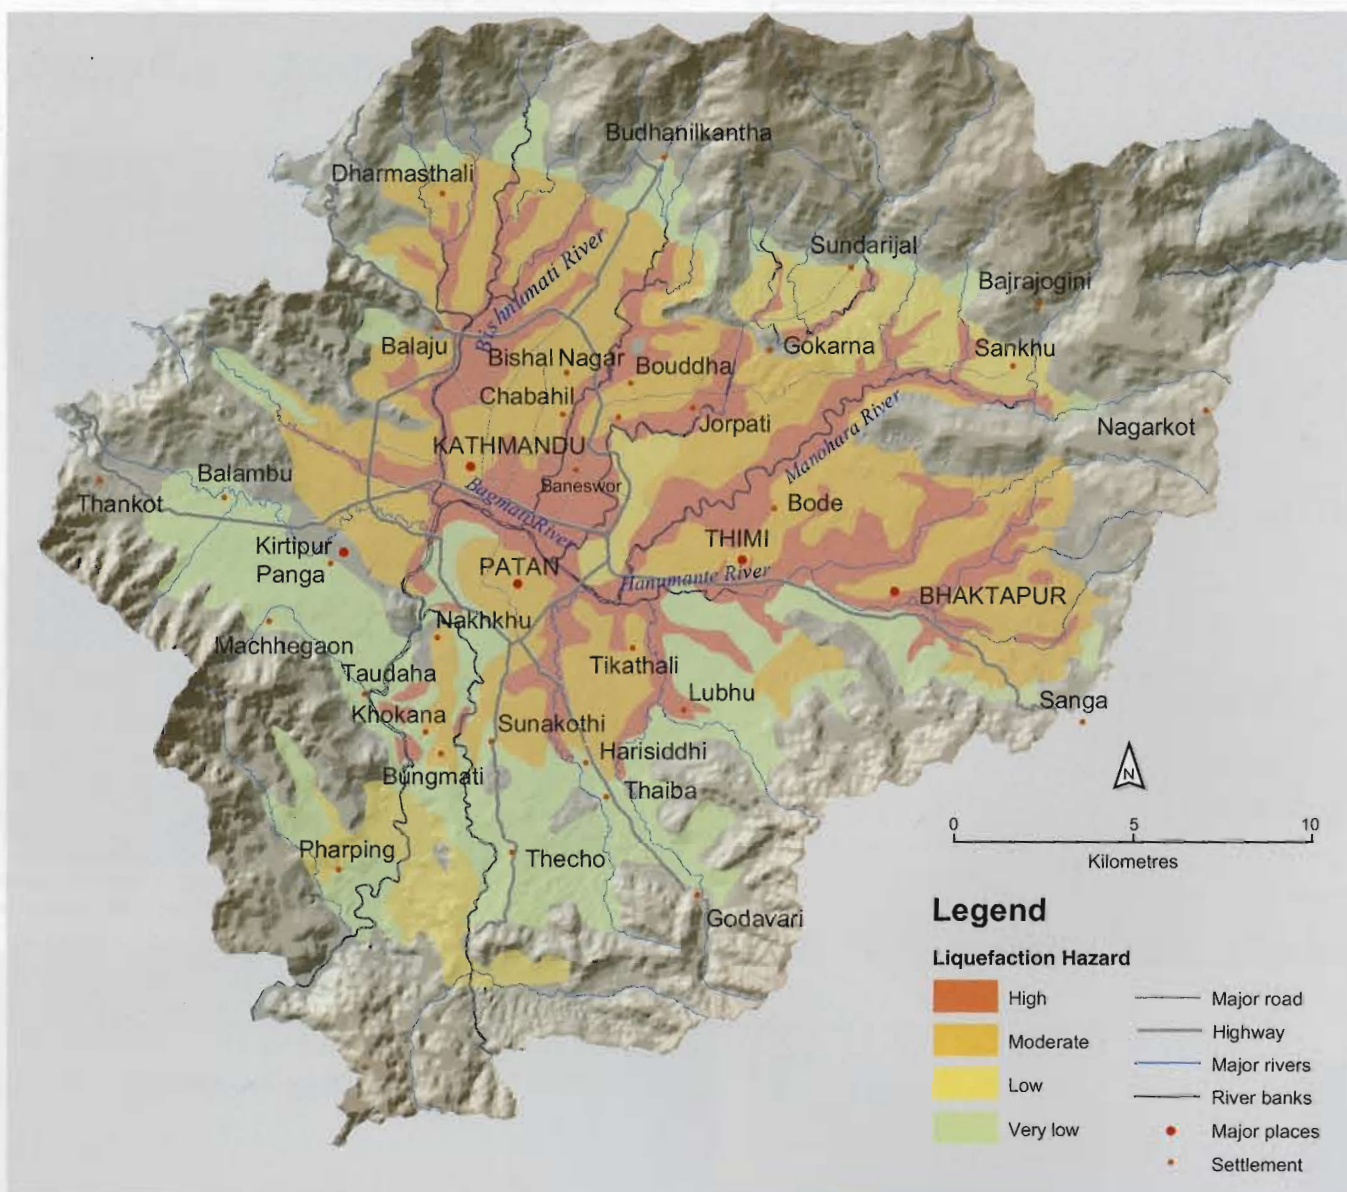 Budhanilkantha
Dharmasthali
Bishnumati River
Sundarijal
Bajrajogini
Balaju
Bishal Nagar
Bouddha
Gokarna
Sankhu
Chabahil
Jorpati
Manohara River
Nagarkot
KATHMANDU
Balambu
Thankot
Bagmati River
Baneswor
Bode
Kirtipur
Panga
PATAN
THIMI
Hanumante River
BHAKTAPUR
Nakhkhu
Machhegaon
Taudaha
Tikathali
Lubhu
Sanga
Khokana
Sunakothi
Harisiddhi
Bungmati
Thaiba
N
0 5 10
Kilometres
Pharping
Thecho
Godavari
Legend
Liquefaction Hazard
High
Moderate
Low
Very low
Major road
Highway
Major rivers
River banks
Major places
Settlement